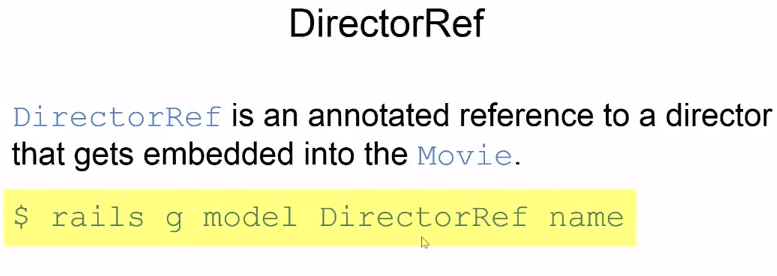 DirectorRef
DirectorRef is an annotated reference to a director
that gets embedded into the Movie.
$ rails g model DirectorRef name